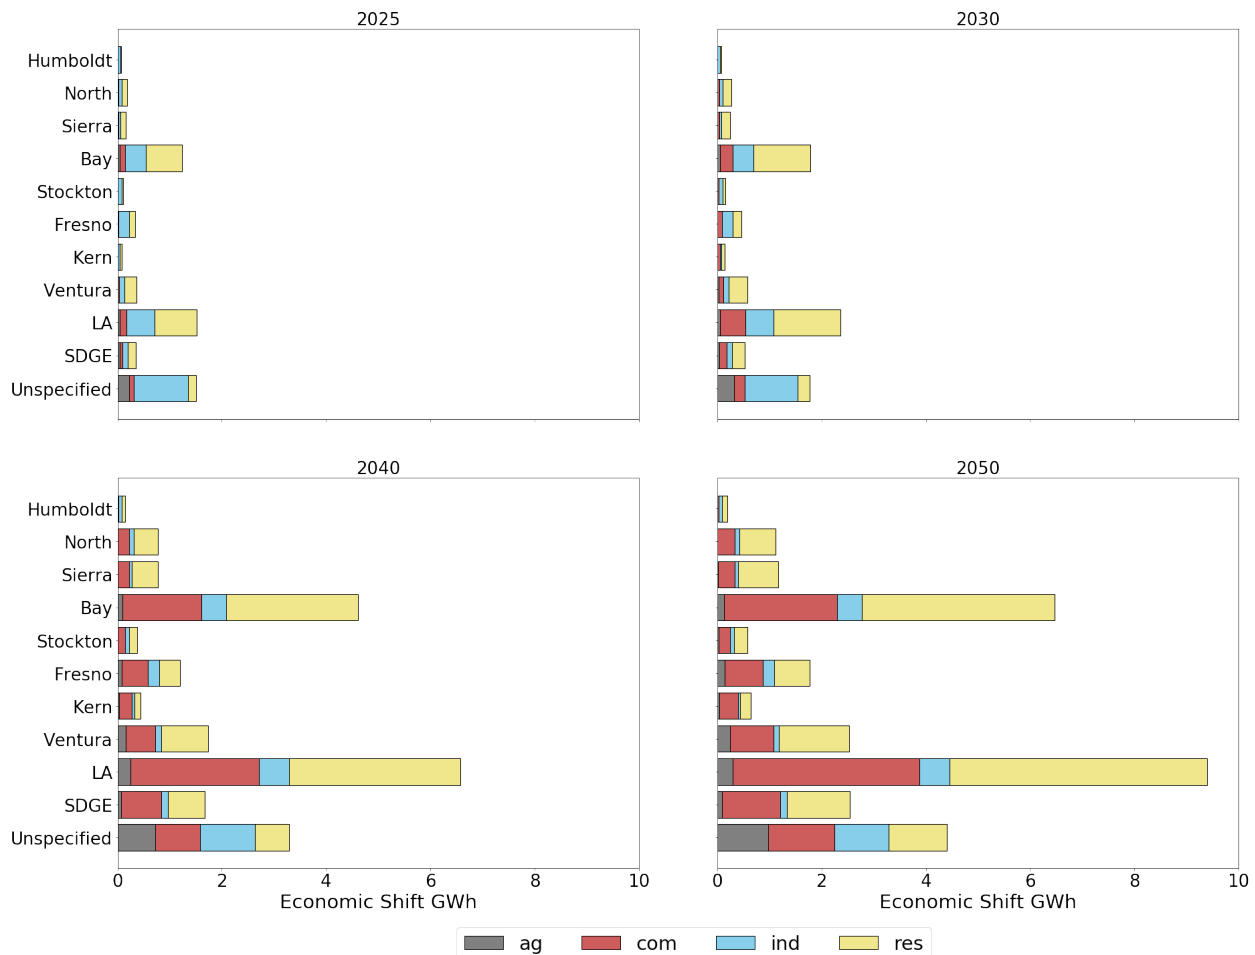 2025
2030
Humboldt
North
Sierra
Bay
Stockton
Fresno
Kern
Ventura
LA
SDGE
Unspecified
2040
2050
Humboldt
North
Sierra
Bay
Stockton
Fresno
Kern
Ventura
LA
SDGE
Unspecified
0 2 4 6 8 10
0 2 4 6 8 10
Economic Shift GWh
Economic Shift GWh
ag com ind res